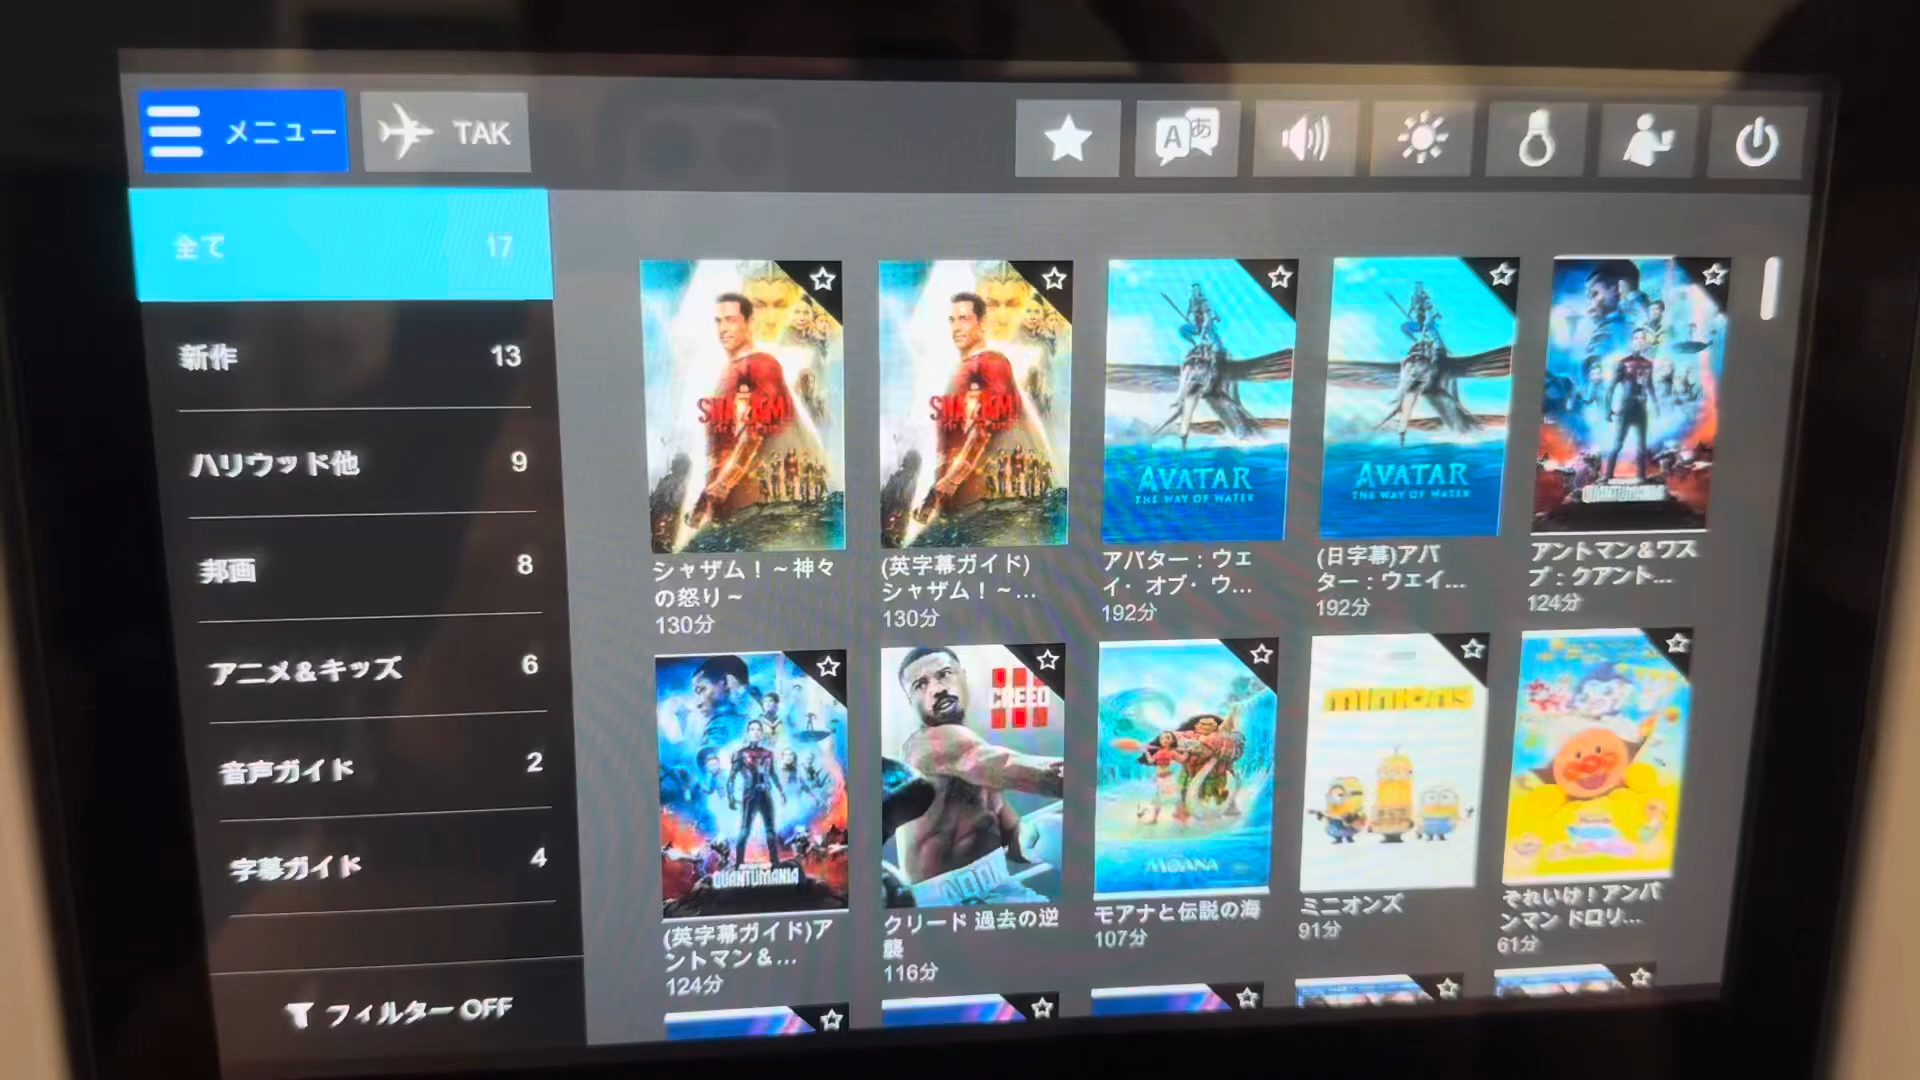 メニュー
TAK
A あ
全て 17
新作 13
ハリウッド他 9
邦画 8
アニメ&キッズ 6
音声ガイド 2
字幕ガイド 4
フィルター OFF
SHAZAM!
SHAZAM!
AVATAR
THE WAY OF WATER
AVATAR
THE WAY OF WATER
QUANTUMANIA
シャザム！～神々
の怒り～
130分
(英字幕ガイド)
シャザム！～...
130分
アバター：ウェ
イ・オブ・ウ...
192分
(日字幕)アバ
ター：ウェイ...
192分
アントマン&ワス
プ：クアント...
124分
QUANTUMANIA
CREED
III
MOANA
minions
(英字幕ガイド)ア
ントマン&...
124分
クリード 過去の逆
襲
116分
モアナと伝説の海
107分
ミニオンズ
91分
それいけ！アンパ
ンマン ドロリ...
61分